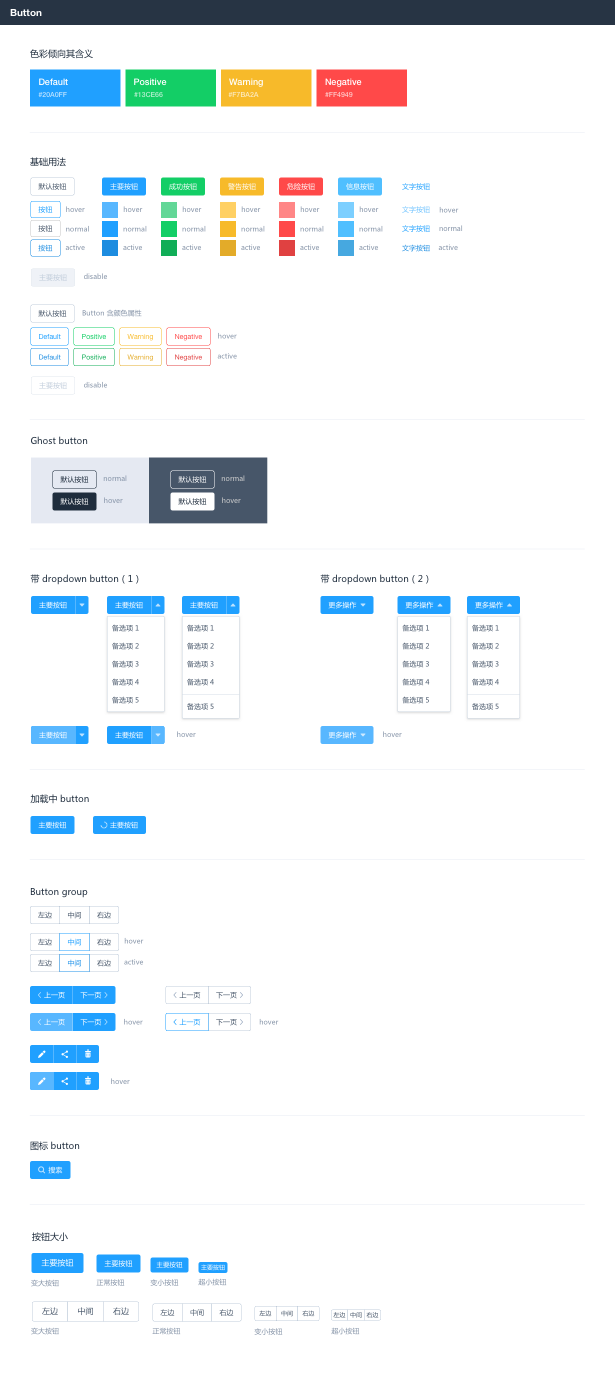 Button
色彩倾向其含义
Default Positive Warning Negative
#20A0FF #13CE66 #F7BA2A #FF4949
基础用法
默认按钮 主要按钮 成功按钮 警告按钮 危险按钮 信息按钮 文字按钮
按钮 hover hover hover hover hover hover 文字按钮 hover
按钮 normal normal normal normal normal normal 文字按钮 normal
按钮 active active active active active active 文字按钮 active
主要按钮 disable
默认按钮 Button 含颜色属性
Default Positive Warning Negative hover
Default Positive Warning Negative active
主要按钮 disable
Ghost button
默认按钮 normal 默认按钮 normal
默认按钮 hover 默认按钮 hover
带 dropdown button ( 1 ) 带 dropdown button ( 2 )
主要按钮 主要按钮 主要按钮 更多操作 更多操作 更多操作
备选项 1 备选项 1 备选项 1 备选项 1
备选项 2 备选项 2 备选项 2 备选项 2
备选项 3 备选项 3 备选项 3 备选项 3
备选项 4 备选项 4 备选项 4 备选项 4
备选项 5 备选项 5 备选项 5 备选项 5
主要按钮 主要按钮 hover 更多操作 hover
加载中 button
主要按钮 主要按钮
Button group
左边 中间 右边
左边 中间 右边 hover
左边 中间 右边 active
上一页 下一页 上一页 下一页
上一页 下一页 hover 上一页 下一页 hover
hover
图标 button
搜索
按钮大小
主要按钮 主要按钮 主要按钮 主要按钮
变大按钮 正常按钮 变小按钮 超小按钮
左边 中间 右边 左边 中间 右边 左边 中间 右边 左边 中间 右边
变大按钮 正常按钮 变小按钮 超小按钮